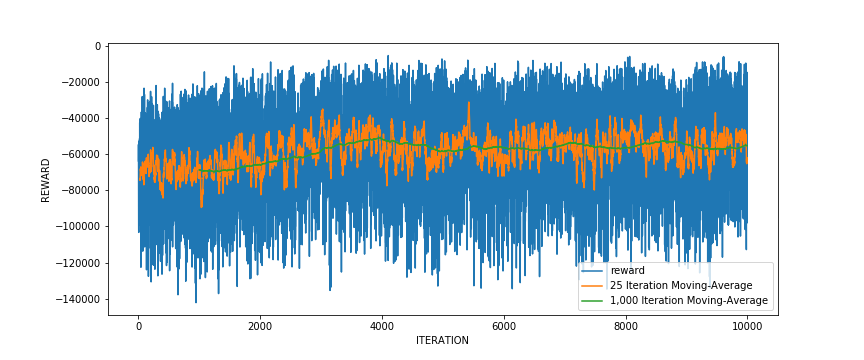 0
−20000
−40000
−60000
−80000
−100000
−120000
−140000
REWARD
0
2000
4000
6000
8000
10000
ITERATION
reward
25 Iteration Moving-Average
1,000 Iteration Moving-Average